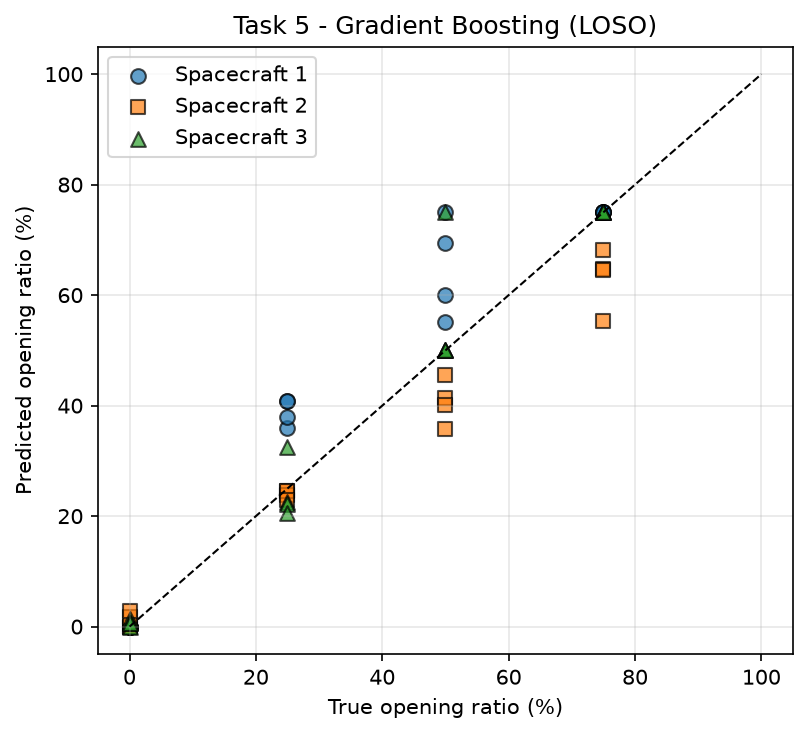 Task 5 - Gradient Boosting (LOSO)
Spacecraft 1
Spacecraft 2
Spacecraft 3
100
80
60
40
20
0
Predicted opening ratio (%)
0 20 40 60 80 100
True opening ratio (%)